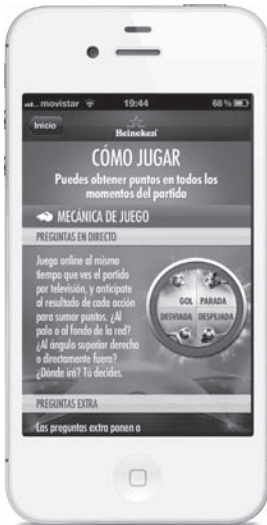 movistar 19:44 68 %
Inicio
Heineken
CÓMO JUGAR
Puedes obtener puntos en todos los
momentos del partido
MECÁNICA DE JUEGO
PREGUNTAS EN DIRECTO
Juega online al mismo
tiempo que ves el partido
por televisión, y anticípate
al resultado de cada acción
para sumar puntos. ¿Al
palo o al fondo de la red?
¿Al ángulo superior derecho
o directamente fuera?
¿Dónde irá? Tú decides.
GOL PARADA
DESVIADA DESPEJADA
PREGUNTAS EXTRA
Las preguntas extra ponen a